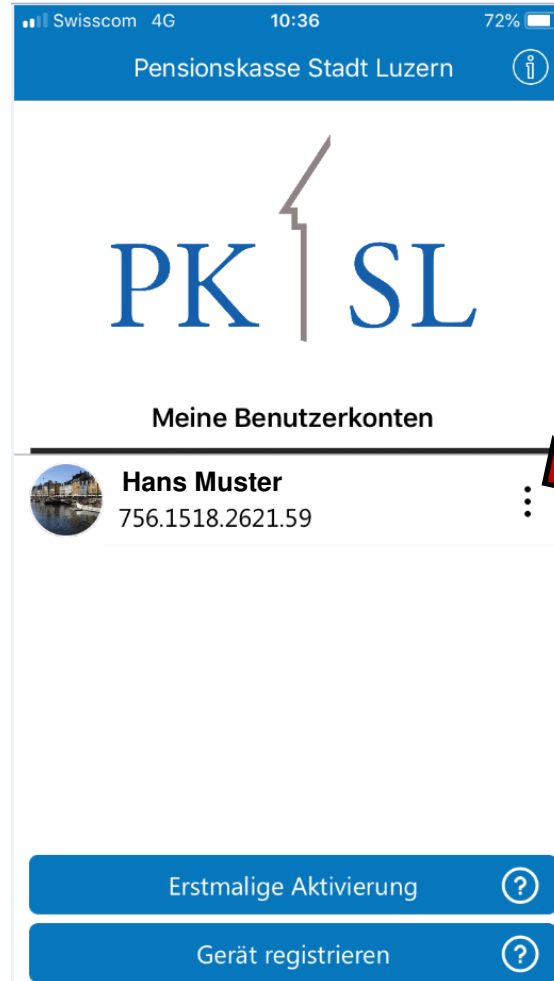 Swisscom 4G 10:36 72%
Pensionskasse Stadt Luzern
PK SL
Meine Benutzerkonten
Hans Muster
756.1518.2621.59
Erstmalige Aktivierung ?
Gerät registrieren ?